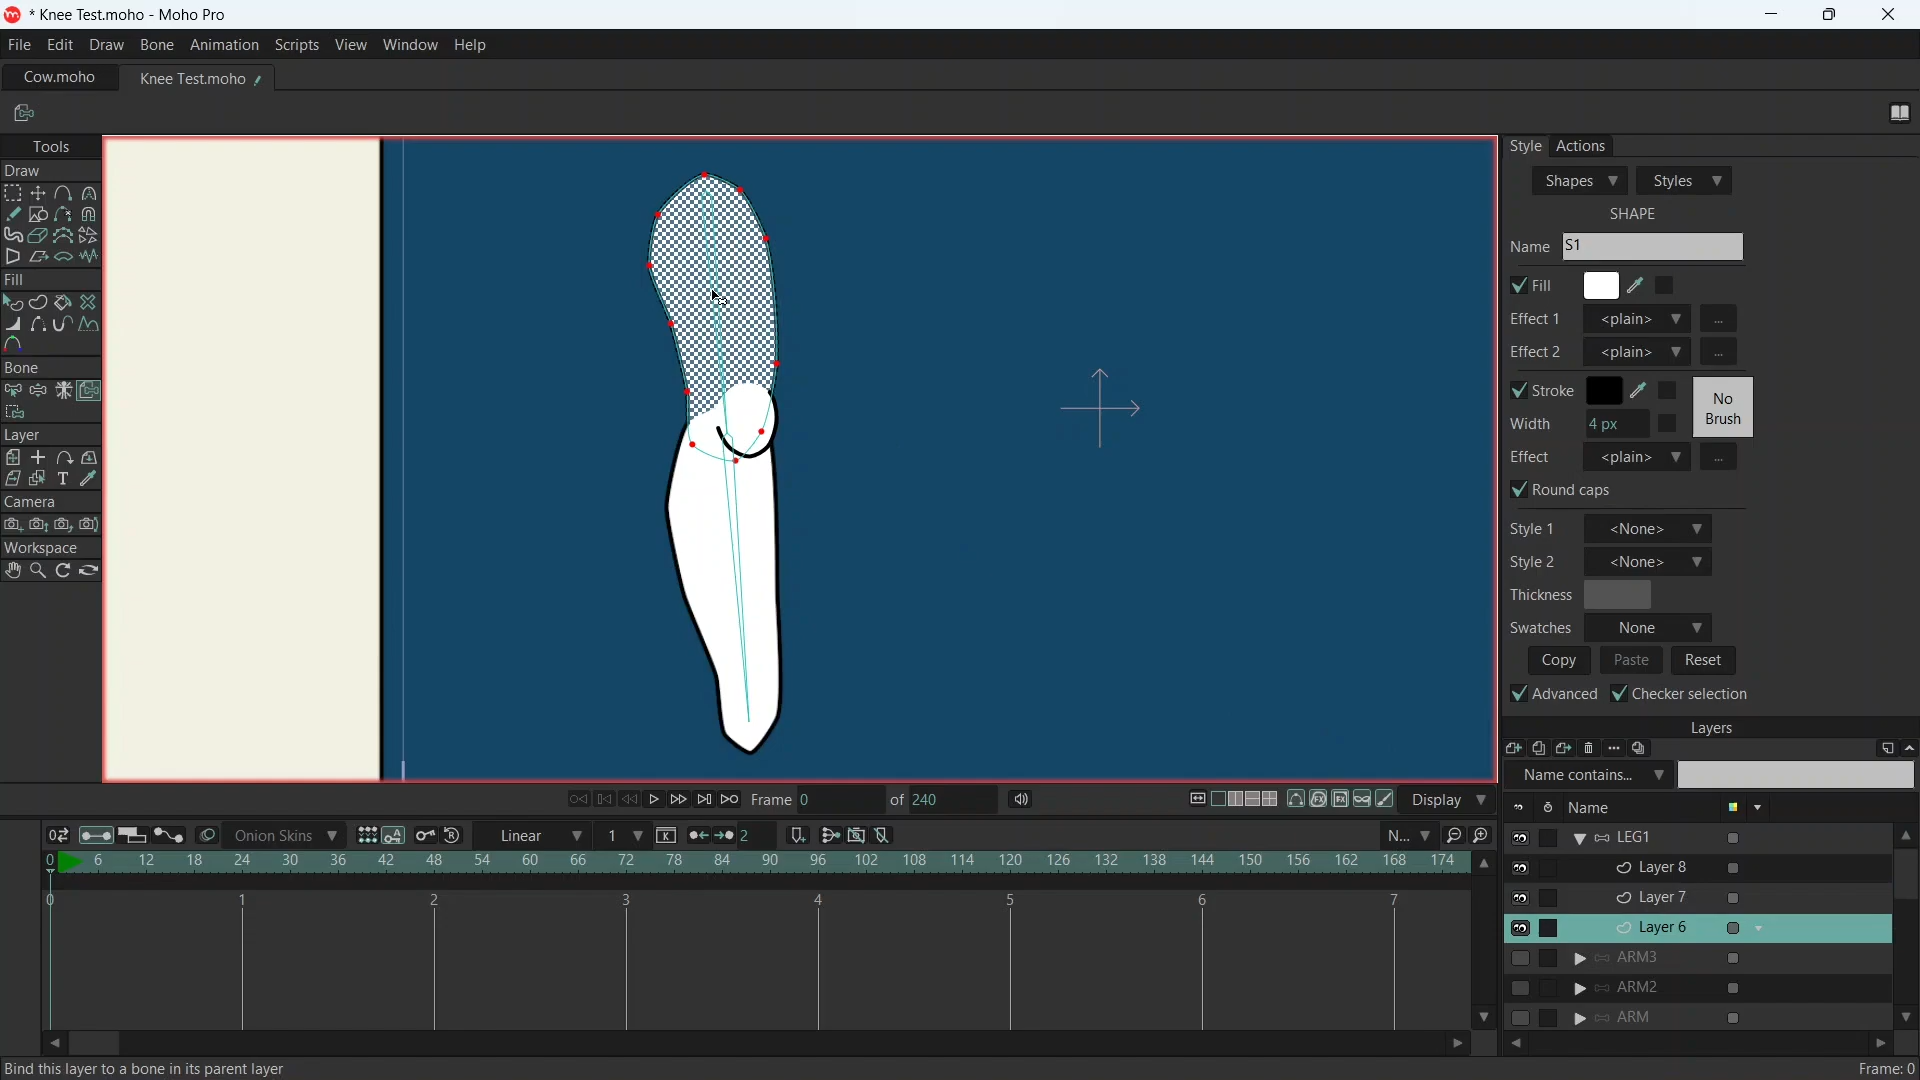 * Knee Test.moho - Moho Pro
File Edit Draw Bone Animation Scripts View Window Help
Cow.moho Knee Test.moho
Tools
Draw
Fill
Bone
Layer
Camera
Workspace
Style Actions
Shapes Styles
SHAPE
Name S1
Fill
Effect 1 <plain> ...
Effect 2 <plain> ...
Stroke No Brush
Width 4 px
Effect <plain> ...
Round caps
Style 1 <None>
Style 2 <None>
Thickness
Swatches None
Copy Paste Reset
Advanced Checker selection
Layers
Name contains...
Name
LEG1
Layer 8
Layer 7
Layer 6
ARM3
ARM2
ARM
Frame 0 of 240 Display
Onion Skins Linear 1 2 N...
0 6 12 18 24 30 36 42 48 54 60 66 72 78 84 90 96 102 108 114 120 126 132 138 144 150 156 162 168 174
0 1 2 3 4 5 6 7
Bind this layer to a bone in its parent layer Frame: 0